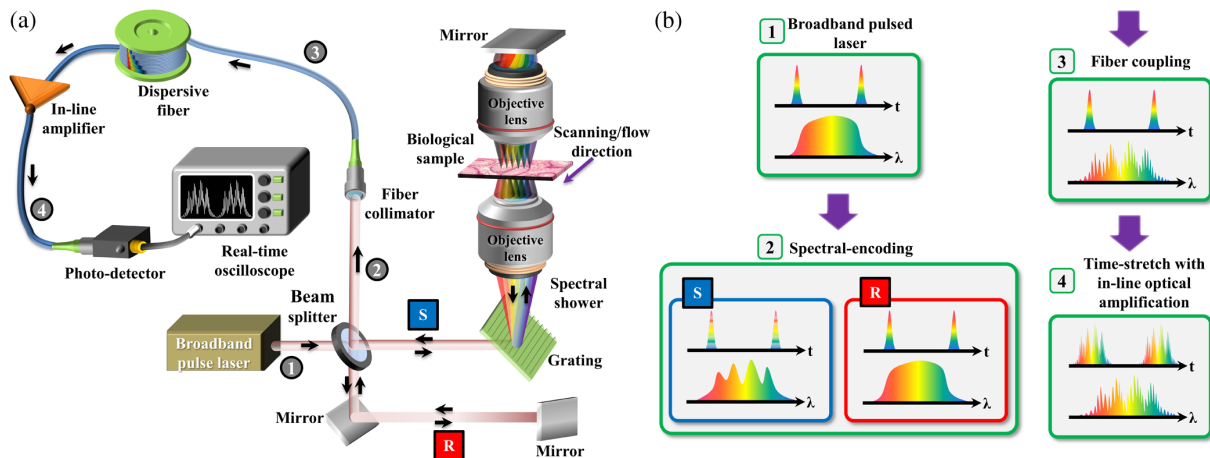 (a)
3
Dispersive
fiber
In-line
amplifier
4
Photo-detector
Real-time
oscilloscope
Fiber
collimator
2
Beam
splitter
Broadband
pulse laser
1
S
Mirror
R
Mirror
Grating
Spectral
shower
Objective
lens
Biological
sample
Scanning/flow
direction
Objective
lens
Mirror
(b)
1 Broadband pulsed
laser
t
λ
2 Spectral-encoding
S
t
λ
R
t
λ
3 Fiber coupling
t
λ
4 Time-stretch with
in-line optical
amplification
t
λ